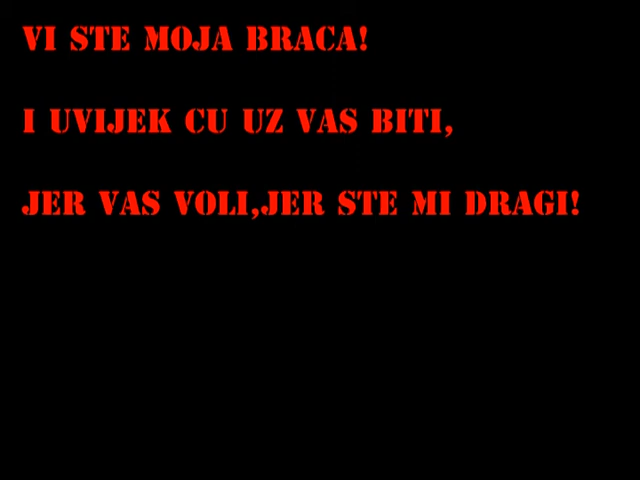 VI STE MOJA BRACA!
I UVIJEK CU UZ VAS BITI,
JER VAS VOLI,JER STE MI DRAGI!